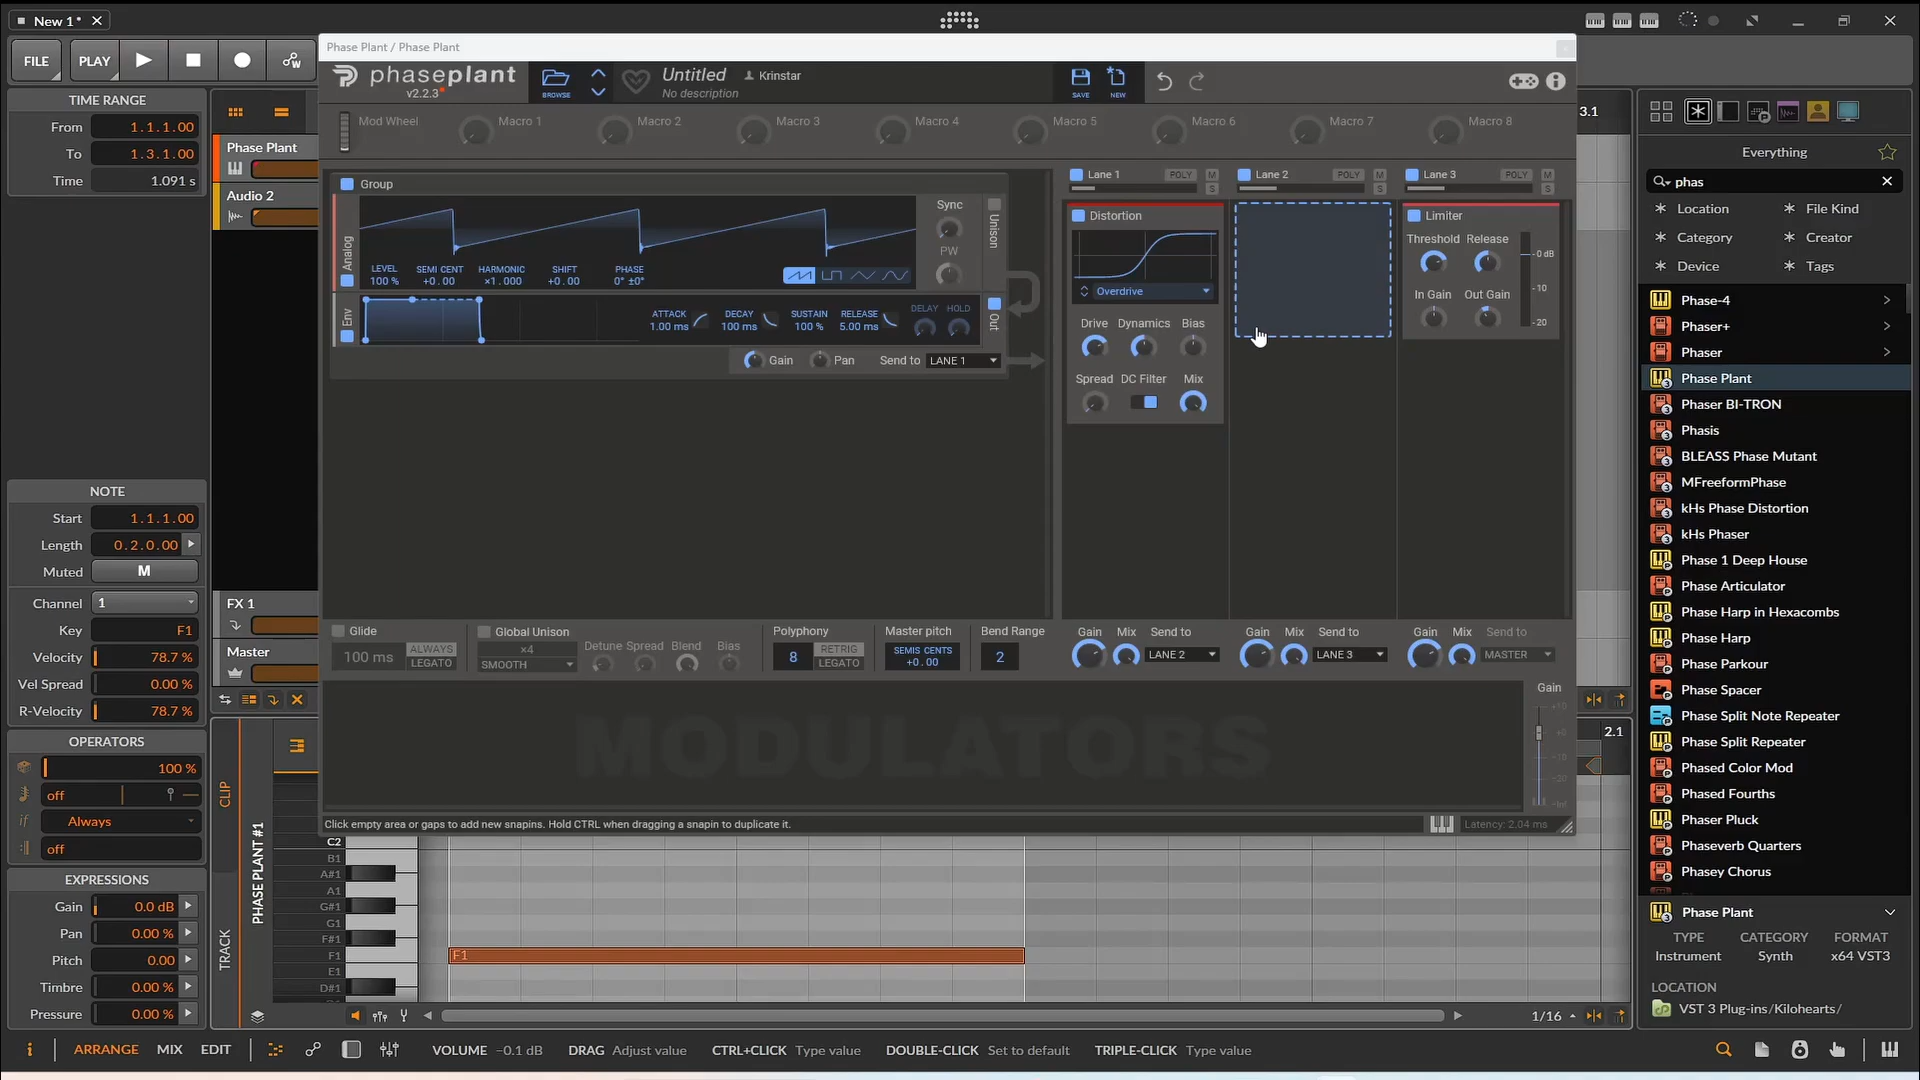 New 1*
FILE
PLAY
Phase Plant / Phase Plant
phaseplant
v2.2.3*
BROWSE
Untitled
Krinstar
No description
SAVE
NEW
TIME RANGE
From 1.1.1.00
To 1.3.1.00
Time 1.091 s
Phase Plant
Audio 2
Mod Wheel
Macro 1
Macro 2
Macro 3
Macro 4
Macro 5
Macro 6
Macro 7
Macro 8
3.1
Group
Analog
LEVEL
100 %
SEMI CENT
+0.00
HARMONIC
×1.000
SHIFT
+0.00
PHASE
0° ±0°
Sync
PW
Unison
Env
ATTACK
1.00 ms
DECAY
100 ms
SUSTAIN
100 %
RELEASE
5.00 ms
DELAY
HOLD
Out
Gain
Pan
Send to LANE 1
Lane 1 POLY M S
Lane 2 POLY M S
Lane 3 POLY M S
Distortion
Overdrive
Drive Dynamics Bias
Spread DC Filter Mix
Limiter
Threshold Release
In Gain Out Gain
0 dB
-10
-20
Everything
phas
Location
File Kind
Category
Creator
Device
Tags
Phase-4
Phaser+
Phaser
Phase Plant
Phaser BI-TRON
Phasis
BLEASS Phase Mutant
MFreeformPhase
kHs Phase Distortion
kHs Phaser
Phase 1 Deep House
Phase Articulator
Phase Harp in Hexacombs
Phase Harp
Phase Parkour
Phase Spacer
Phase Split Note Repeater
Phase Split Repeater
Phased Color Mod
Phased Fourths
Phaser Pluck
Phaseverb Quarters
Phasey Chorus
Phase Plant
TYPE CATEGORY FORMAT
Instrument Synth x64 VST3
LOCATION
VST 3 Plug-ins/Kilohearts/
NOTE
Start 1.1.1.00
Length 0.2.0.00
Muted M
Channel 1
Key F1
Velocity 78.7 %
Vel Spread 0.00 %
R-Velocity 78.7 %
FX 1
Master
Glide
100 ms
ALWAYS
LEGATO
Global Unison
×4
SMOOTH
Detune Spread Blend Bias
Polyphony
8
RETRIG
LEGATO
Master pitch
SEMIS CENTS
+0.00
Bend Range
2
Gain Mix Send to
LANE 2
Gain Mix Send to
LANE 3
Gain Mix Send to
MASTER
MODULATORS
Gain
Click empty area or gaps to add new snapins. Hold CTRL when dragging a snapin to duplicate it.
Latency: 2.04 ms
2.1
OPERATORS
100 %
off
if Always
off
EXPRESSIONS
Gain 0.0 dB
Pan 0.00 %
Pitch 0.00
Timbre 0.00 %
Pressure 0.00 %
CLIP
TRACK
PHASE PLANT #1
C2
B1
A#1
A1
G#1
G1
F#1
F1
E1
D#1
F1
1/16
i
ARRANGE
MIX
EDIT
VOLUME -0.1 dB
DRAG Adjust value
CTRL+CLICK Type value
DOUBLE-CLICK Set to default
TRIPLE-CLICK Type value